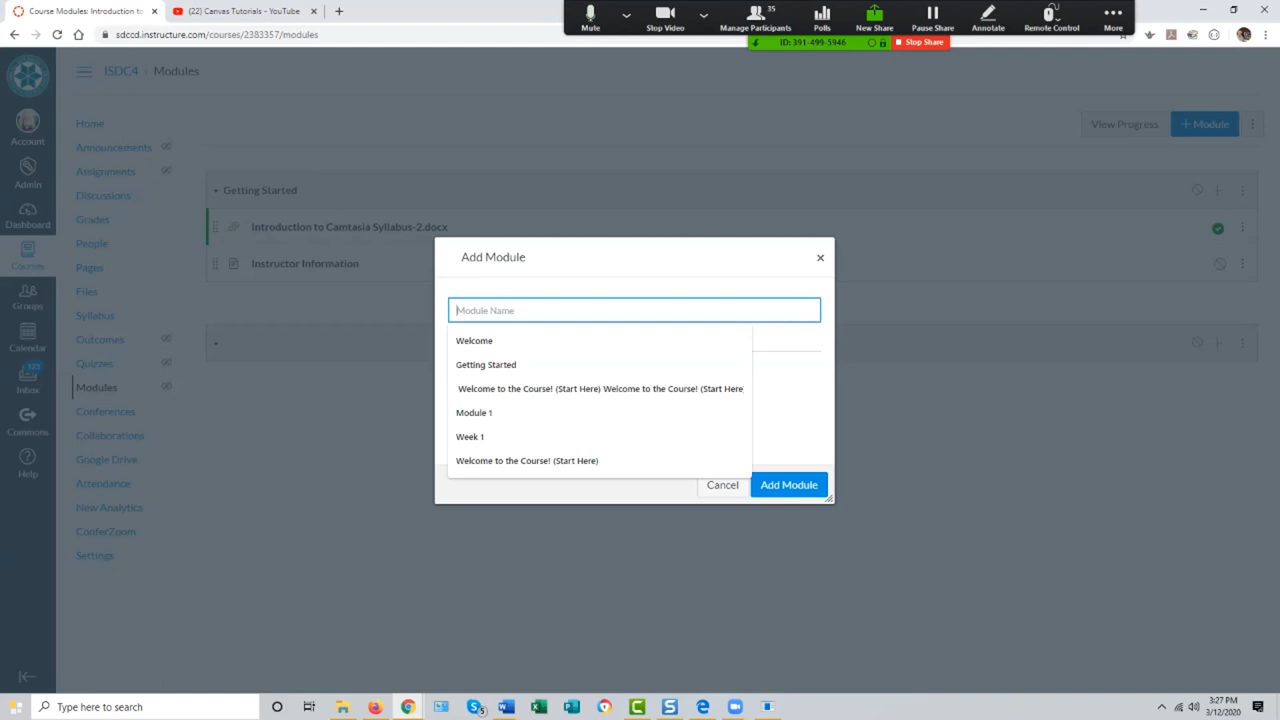 Course Modules: Introduction to
(22) Canvas Tutorials - YouTube
sdccd.instructure.com/courses/2383357/modules
Mute
Stop Video
35
Manage Participants
Polls
New Share
Pause Share
Annotate
Remote Control
More
ID: 391-499-5946
Stop Share
ISDC4
Modules
Account
Admin
Dashboard
Courses
Groups
Calendar
335
Inbox
Commons
Help
Home
Announcements
Assignments
Discussions
Grades
People
Pages
Files
Syllabus
Outcomes
Quizzes
Modules
Conferences
Collaborations
Google Drive
Attendance
New Analytics
ConferZoom
Settings
View Progress
+ Module
Getting Started
Introduction to Camtasia Syllabus-2.docx
Instructor Information
Add Module
Module Name
Welcome
Getting Started
Welcome to the Course! (Start Here) Welcome to the Course! (Start Here)
Module 1
Week 1
Welcome to the Course! (Start Here)
Cancel
Add Module
Type here to search
5
3:27 PM
3/12/2020